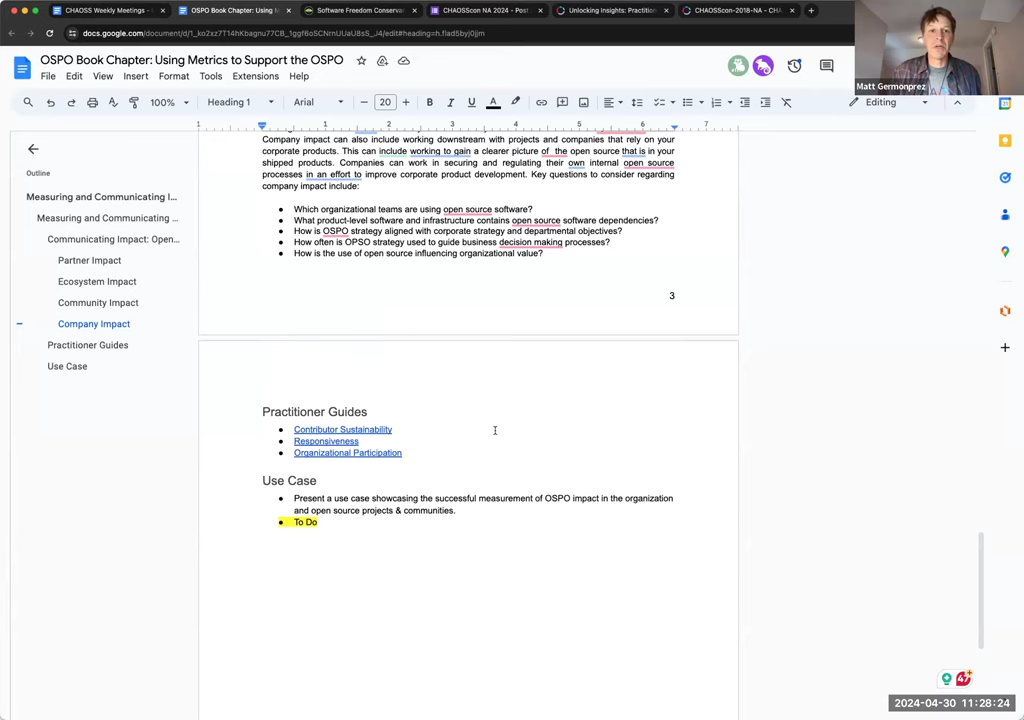 CHAOSS Weekly Meetings -
OSPO Book Chapter: Using M
Software Freedom Conservan
CHAOSScon NA 2024 - Post
Unlocking Insights: Practition
CHAOSScon-2018-NA - CHA
docs.google.com/document/d/1_ko2xz7T14hKbagnu77CB_1ggf6oSCNrnUUaU8sS_J4/edit#heading=h.flad5byj0jjm
OSPO Book Chapter: Using Metrics to Support the OSPO
File Edit View Insert Format Tools Extensions Help
100% Heading 1 Arial 20 B I U A Editing
Matt Germonprez
1 1 2 3 4 5 6 7
Outline
Measuring and Communicating I...
Measuring and Communicating ...
Communicating Impact: Open...
Partner Impact
Ecosystem Impact
Community Impact
Company Impact
Practitioner Guides
Use Case
Company impact can also include working downstream with projects and companies that rely on your
corporate products. This can include working to gain a clearer picture of the open source that is in your
shipped products. Companies can work in securing and regulating their own internal open source
processes in an effort to improve corporate product development. Key questions to consider regarding
company impact include:
• Which organizational teams are using open source software?
• What product-level software and infrastructure contains open source software dependencies?
• How is OSPO strategy aligned with corporate strategy and departmental objectives?
• How often is OPSO strategy used to guide business decision making processes?
• How is the use of open source influencing organizational value?
3
Practitioner Guides
• Contributor Sustainability
• Responsiveness
• Organizational Participation
Use Case
• Present a use case showcasing the successful measurement of OSPO impact in the organization
and open source projects & communities.
• To Do
2024-04-30 11:28:24